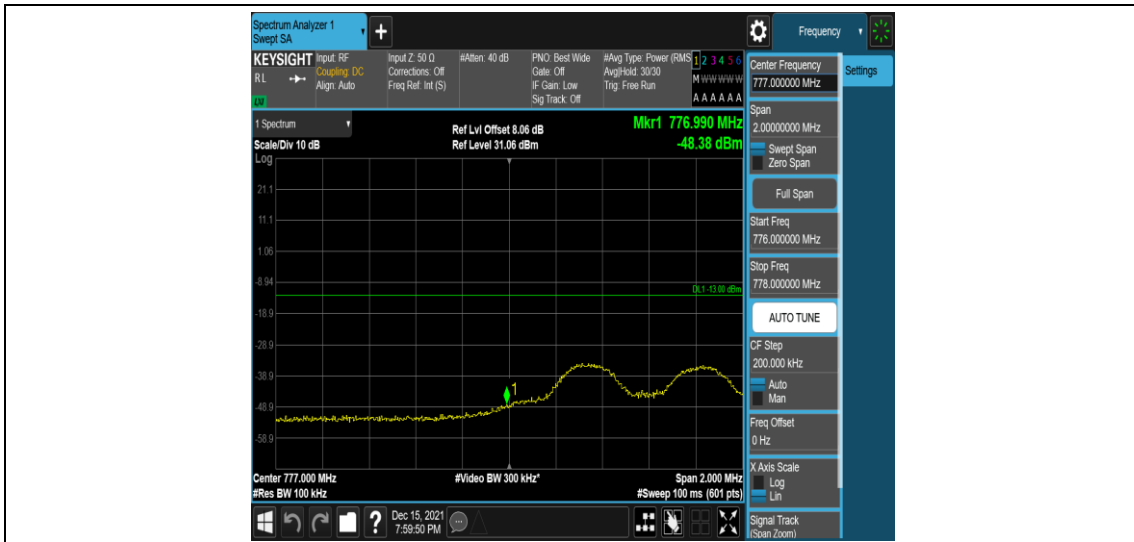 Spectrum Analyzer 1
Swept SA
+
Frequency
KEYSIGHT Input: RF
RL
Coupling: DC
Align: Auto
LXI
Input Z: 50 Ω
Corrections: Off
Freq Ref: Int (S)
#Atten: 40 dB
PNO: Best Wide
Gate: Off
IF Gain: Low
Sig Track: Off
#Avg Type: Power (RMS
Avg|Hold: 30/30
Trig: Free Run
1 2 3 4 5 6
M W W W W W
A A A A A A
Center Frequency
777.000000 MHz
Settings
Span
2.00000000 MHz
Swept Span
Zero Span
Full Span
Start Freq
776.000000 MHz
Stop Freq
778.000000 MHz
AUTO TUNE
CF Step
200.000 kHz
Auto
Man
Freq Offset
0 Hz
X Axis Scale
Log
Lin
Signal Track
(Span Zoom)
1 Spectrum
Scale/Div 10 dB
Ref Lvl Offset 8.06 dB
Ref Level 31.06 dBm
Mkr1 776.990 MHz
-48.38 dBm
Log
21.1
11.1
1.06
-8.94
DL1 -13.00 dBm
-18.9
-28.9
-38.9
1
-48.9
-58.9
Center 777.000 MHz
#Video BW 300 kHz*
Span 2.000 MHz
#Res BW 100 kHz
#Sweep 100 ms (601 pts)
?
Dec 15, 2021
7:59:50 PM